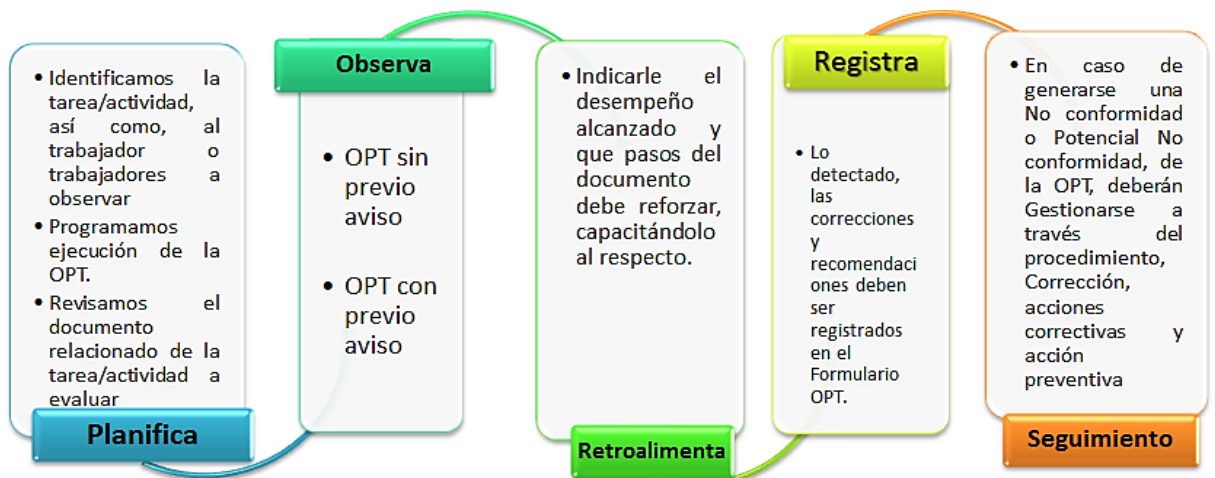 • Identificamos la
tarea/actividad,
así como, al
trabajador o
trabajadores a
observar
• Programamos
ejecución de la
OPT.
• Revisamos el
documento
relacionado de la
tarea/actividad a
evaluar
Planifica
Observa
• OPT sin
previo
aviso
• OPT con
previo
aviso
• Indicarle el
desempeño
alcanzado y
que pasos del
documento
debe reforzar,
capacitándolo
al respecto.
Retroalimenta
Registra
• Lo
detectado,
las
correcciones
y
recomendaci
ones deben
ser
registrados
en el
Formulario
OPT.
• En caso de
generarse una
No conformidad
o Potencial No
conformidad, de
la OPT, deberán
Gestionarse a
través del
procedimiento,
Corrección,
acciones
correctivas y
acción
preventiva
Seguimiento